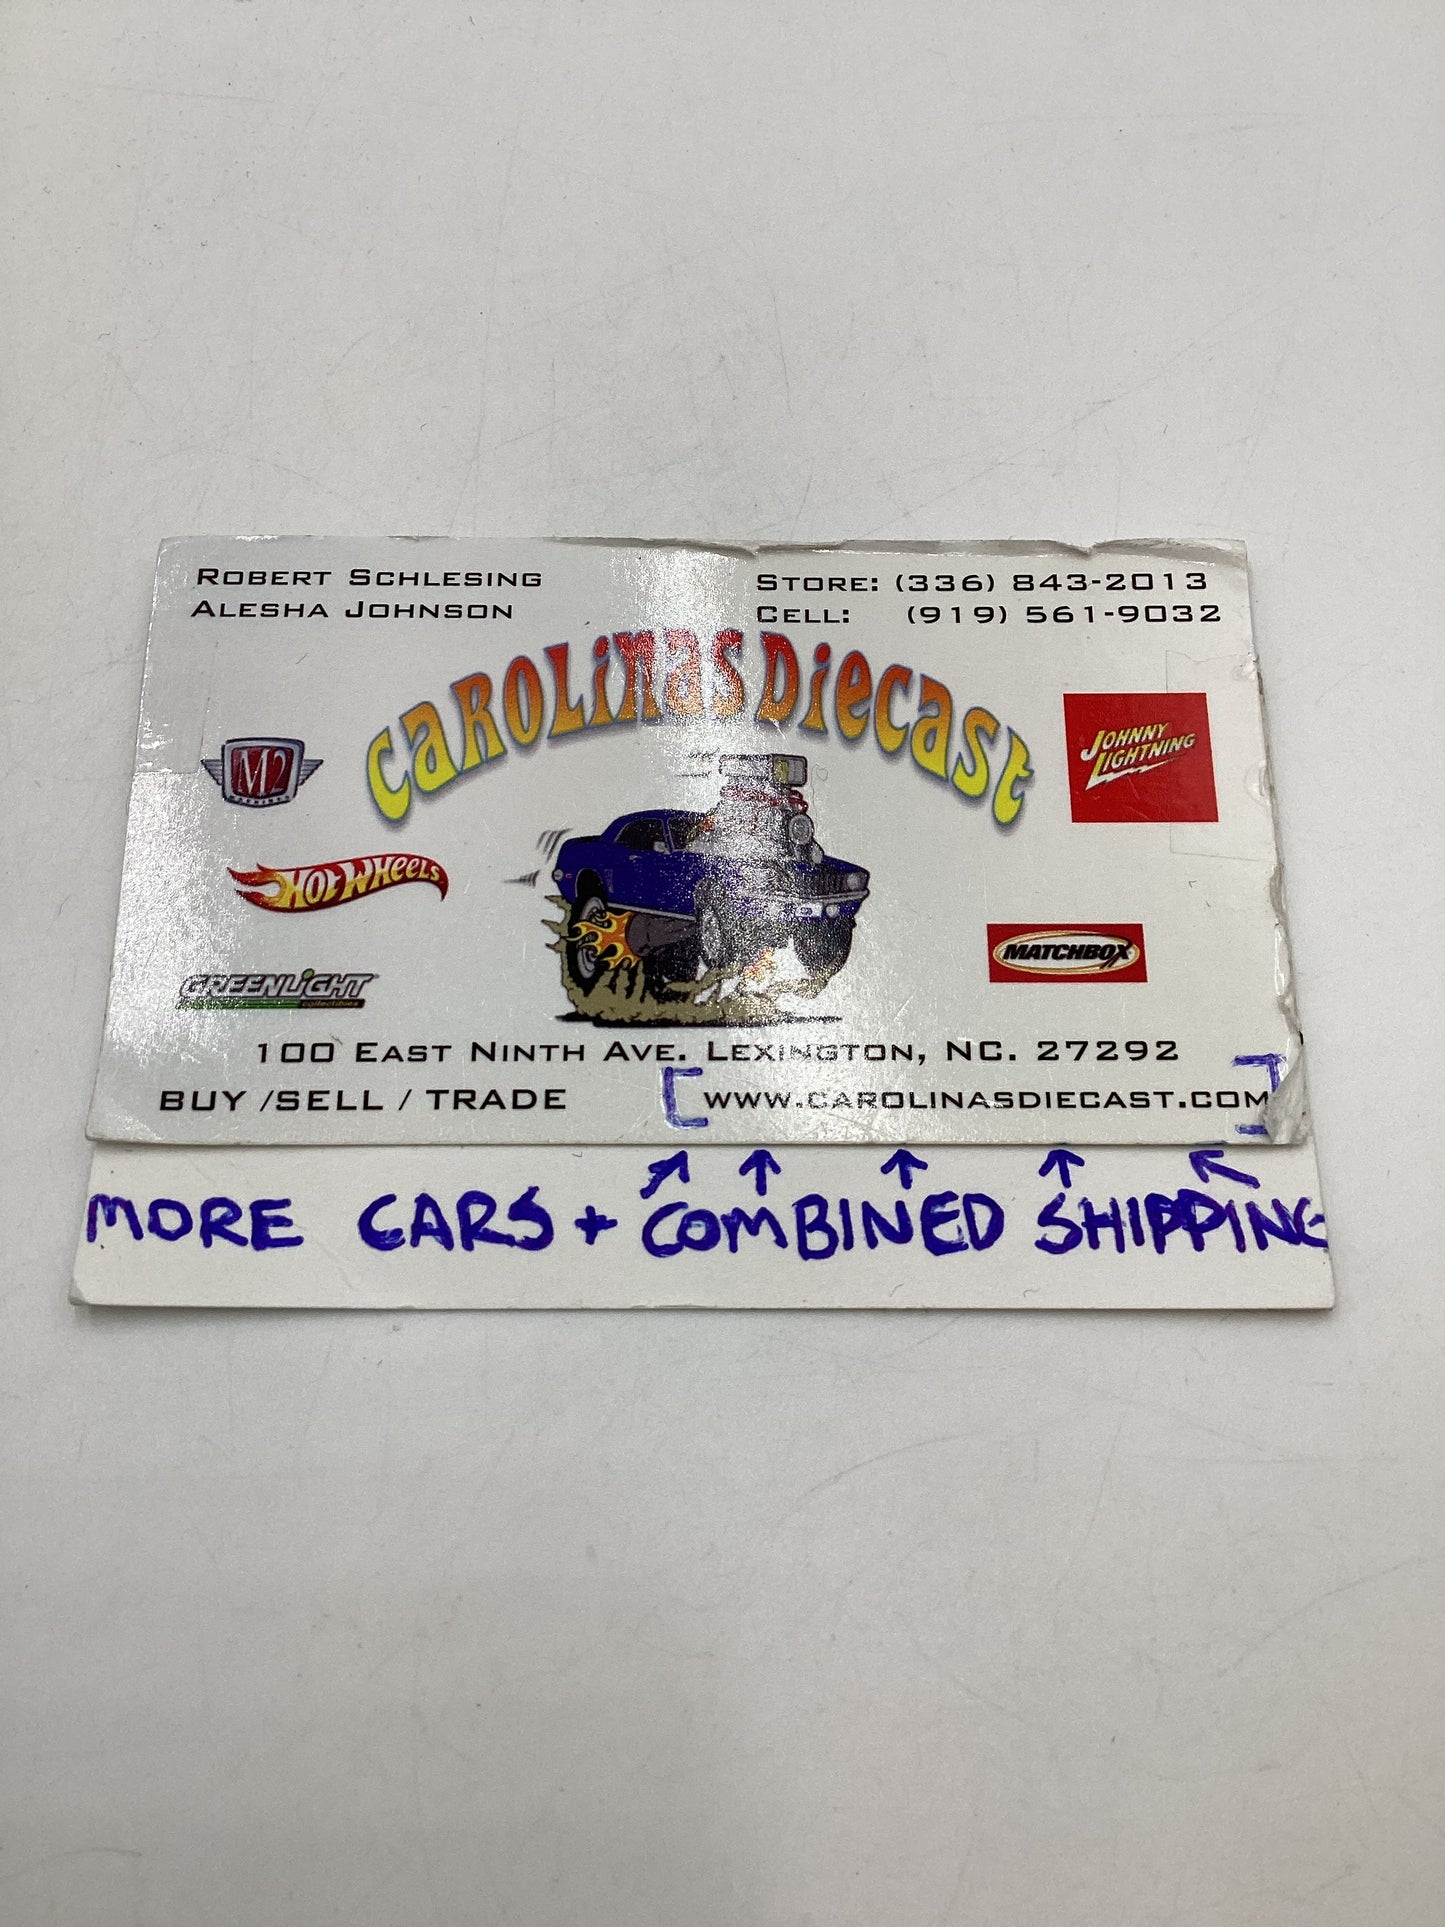 ROBERT SCHLESING
ALESHA JOHNSON
STORE: (336) 843-2013
CELL: (919) 561-9032
CAROLINAS DIECAST
M2
MACHINES
JOHNNY
LIGHTNING
HOT WHEELS
MATCHBOX
GREENLIGHT
collectibles
100 EAST NINTH AVE. LEXINGTON, NC. 27292
BUY /SELL / TRADE [WWW.CAROLINASDIECAST.COM]
MORE CARS + COMBINED SHIPPING